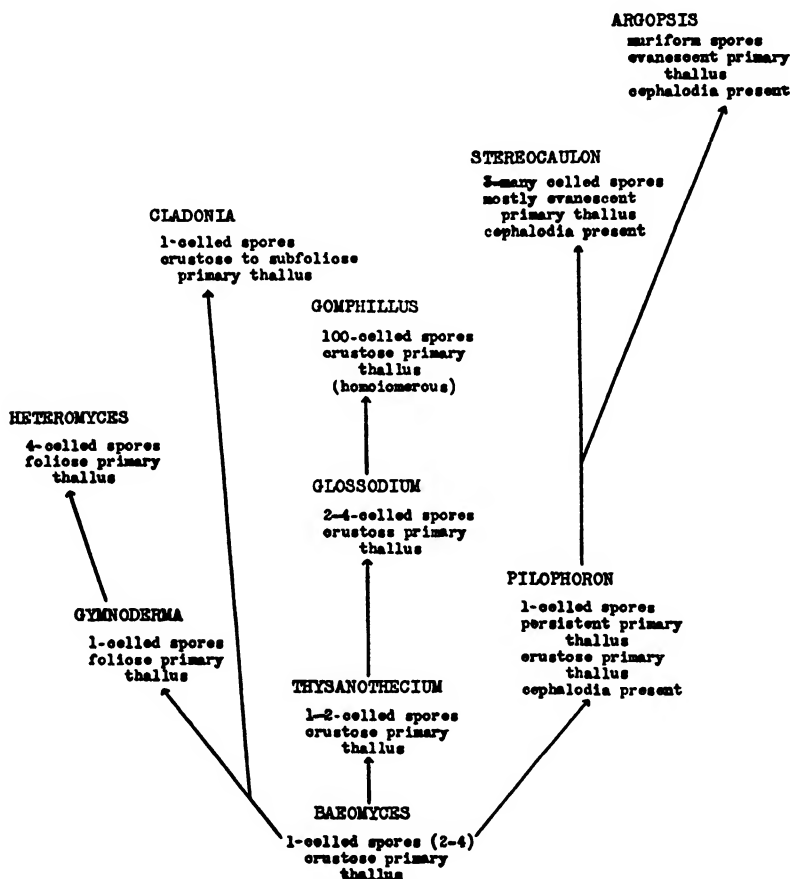 ARGOPSIS
muriform spores
evanescent primary
thallus
cephalodia present
STEREOCAULON
3-many celled spores
mostly evanescent
primary thallus
cephalodia present
CLADONIA
1-celled spores
crustose to subfoliose
primary thallus
GOMPHILLUS
100-celled spores
crustose primary
thallus
(homoiomerous)
HETEROMYCES
4-celled spores
foliose primary
thallus
GLOSSODIUM
2-4-celled spores
crustose primary
thallus
PILOPHORON
1-celled spores
persistent primary
thallus
crustose primary
thallus
cephalodia present
GYMNODERMA
1-celled spores
foliose primary
thallus
THYSANOTHECIUM
1-2-celled spores
crustose primary
thallus
BAEOMYCES
1-celled spores (2-4)
crustose primary
thallus